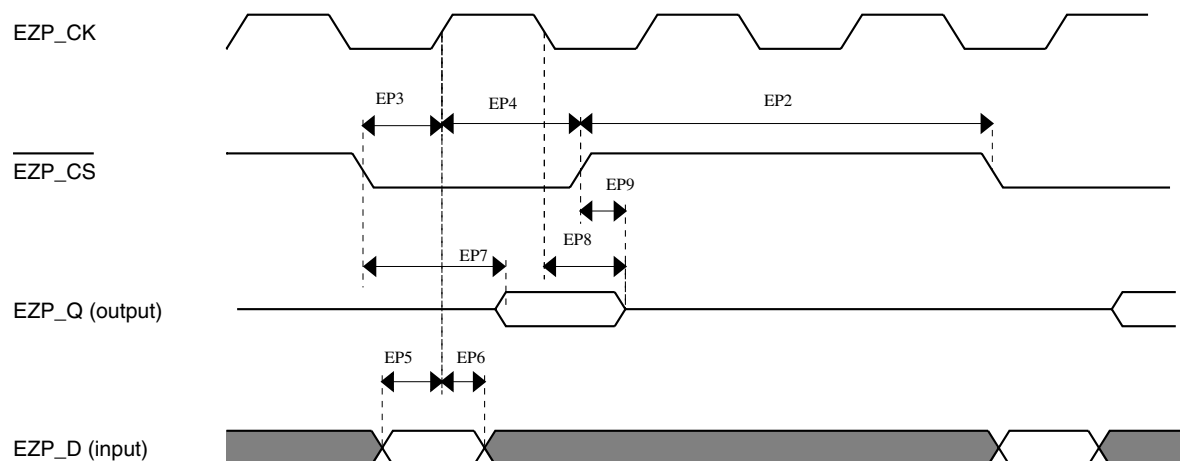 EZP_CK
EP3
EP4
EP2
EZP_CS
EP9
EP8
EP7
EZP_Q (output)
EP5
EP6
EZP_D (input)